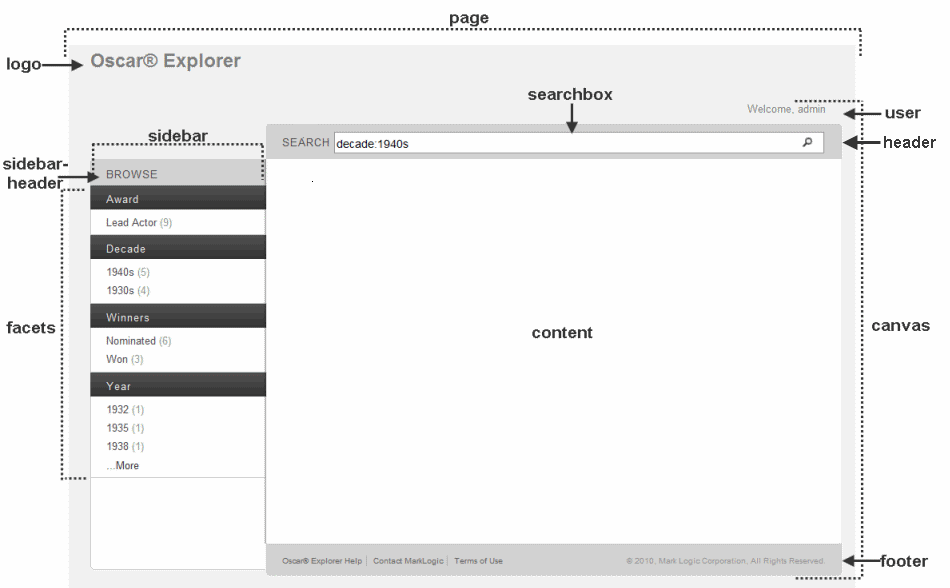 page
logo
Oscar® Explorer
searchbox
Welcome, admin
user
sidebar
SEARCH decade:1940s
header
sidebar-
header
BROWSE
Award
Lead Actor (9)
Decade
1940s (5)
1930s (4)
Winners
Nominated (6)
Won (3)
facets
content
canvas
Year
1932 (1)
1935 (1)
1938 (1)
...More
Oscar® Explorer Help | Contact MarkLogic | Terms of Use
© 2010, Mark Logic Corporation, All Rights Reserved.
footer